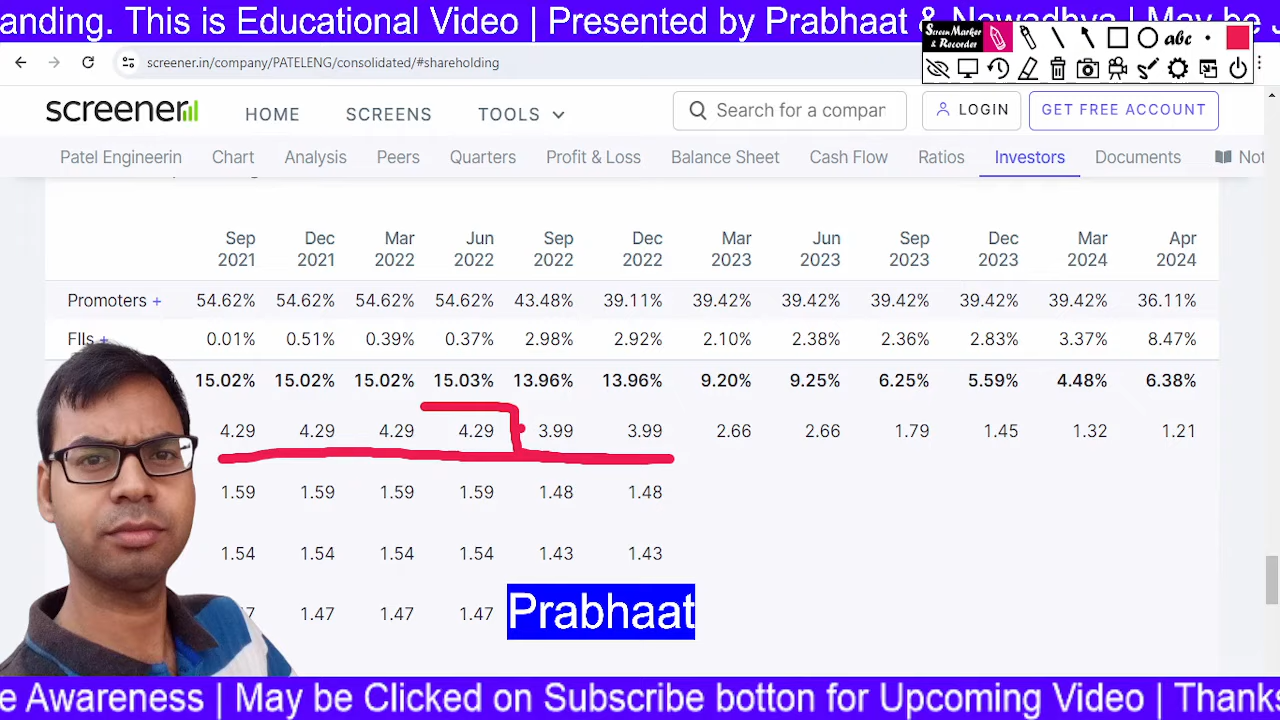 anding. This is Educational Video | Presented by Prabhaat & Nawadhya | May be J
Screen Marker & Recorder
abc
screener.in/company/PATELENG/consolidated/#shareholding
screener HOME SCREENS TOOLS Search for a compar LOGIN GET FREE ACCOUNT
Patel Engineerin Chart Analysis Peers Quarters Profit & Loss Balance Sheet Cash Flow Ratios Investors Documents Not
Sep 2021 Dec 2021 Mar 2022 Jun 2022 Sep 2022 Dec 2022 Mar 2023 Jun 2023 Sep 2023 Dec 2023 Mar 2024 Apr 2024
Promoters + 54.62% 54.62% 54.62% 54.62% 43.48% 39.11% 39.42% 39.42% 39.42% 39.42% 39.42% 36.11%
FIIs + 0.01% 0.51% 0.39% 0.37% 2.98% 2.92% 2.10% 2.38% 2.36% 2.83% 3.37% 8.47%
15.02% 15.02% 15.02% 15.03% 13.96% 13.96% 9.20% 9.25% 6.25% 5.59% 4.48% 6.38%
4.29 4.29 4.29 4.29 3.99 3.99 2.66 2.66 1.79 1.45 1.32 1.21
1.59 1.59 1.59 1.59 1.48 1.48
1.54 1.54 1.54 1.54 1.43 1.43
1.47 1.47 1.47
Prabhaat
e Awareness | May be Clicked on Subscribe botton for Upcoming Video | Thanks